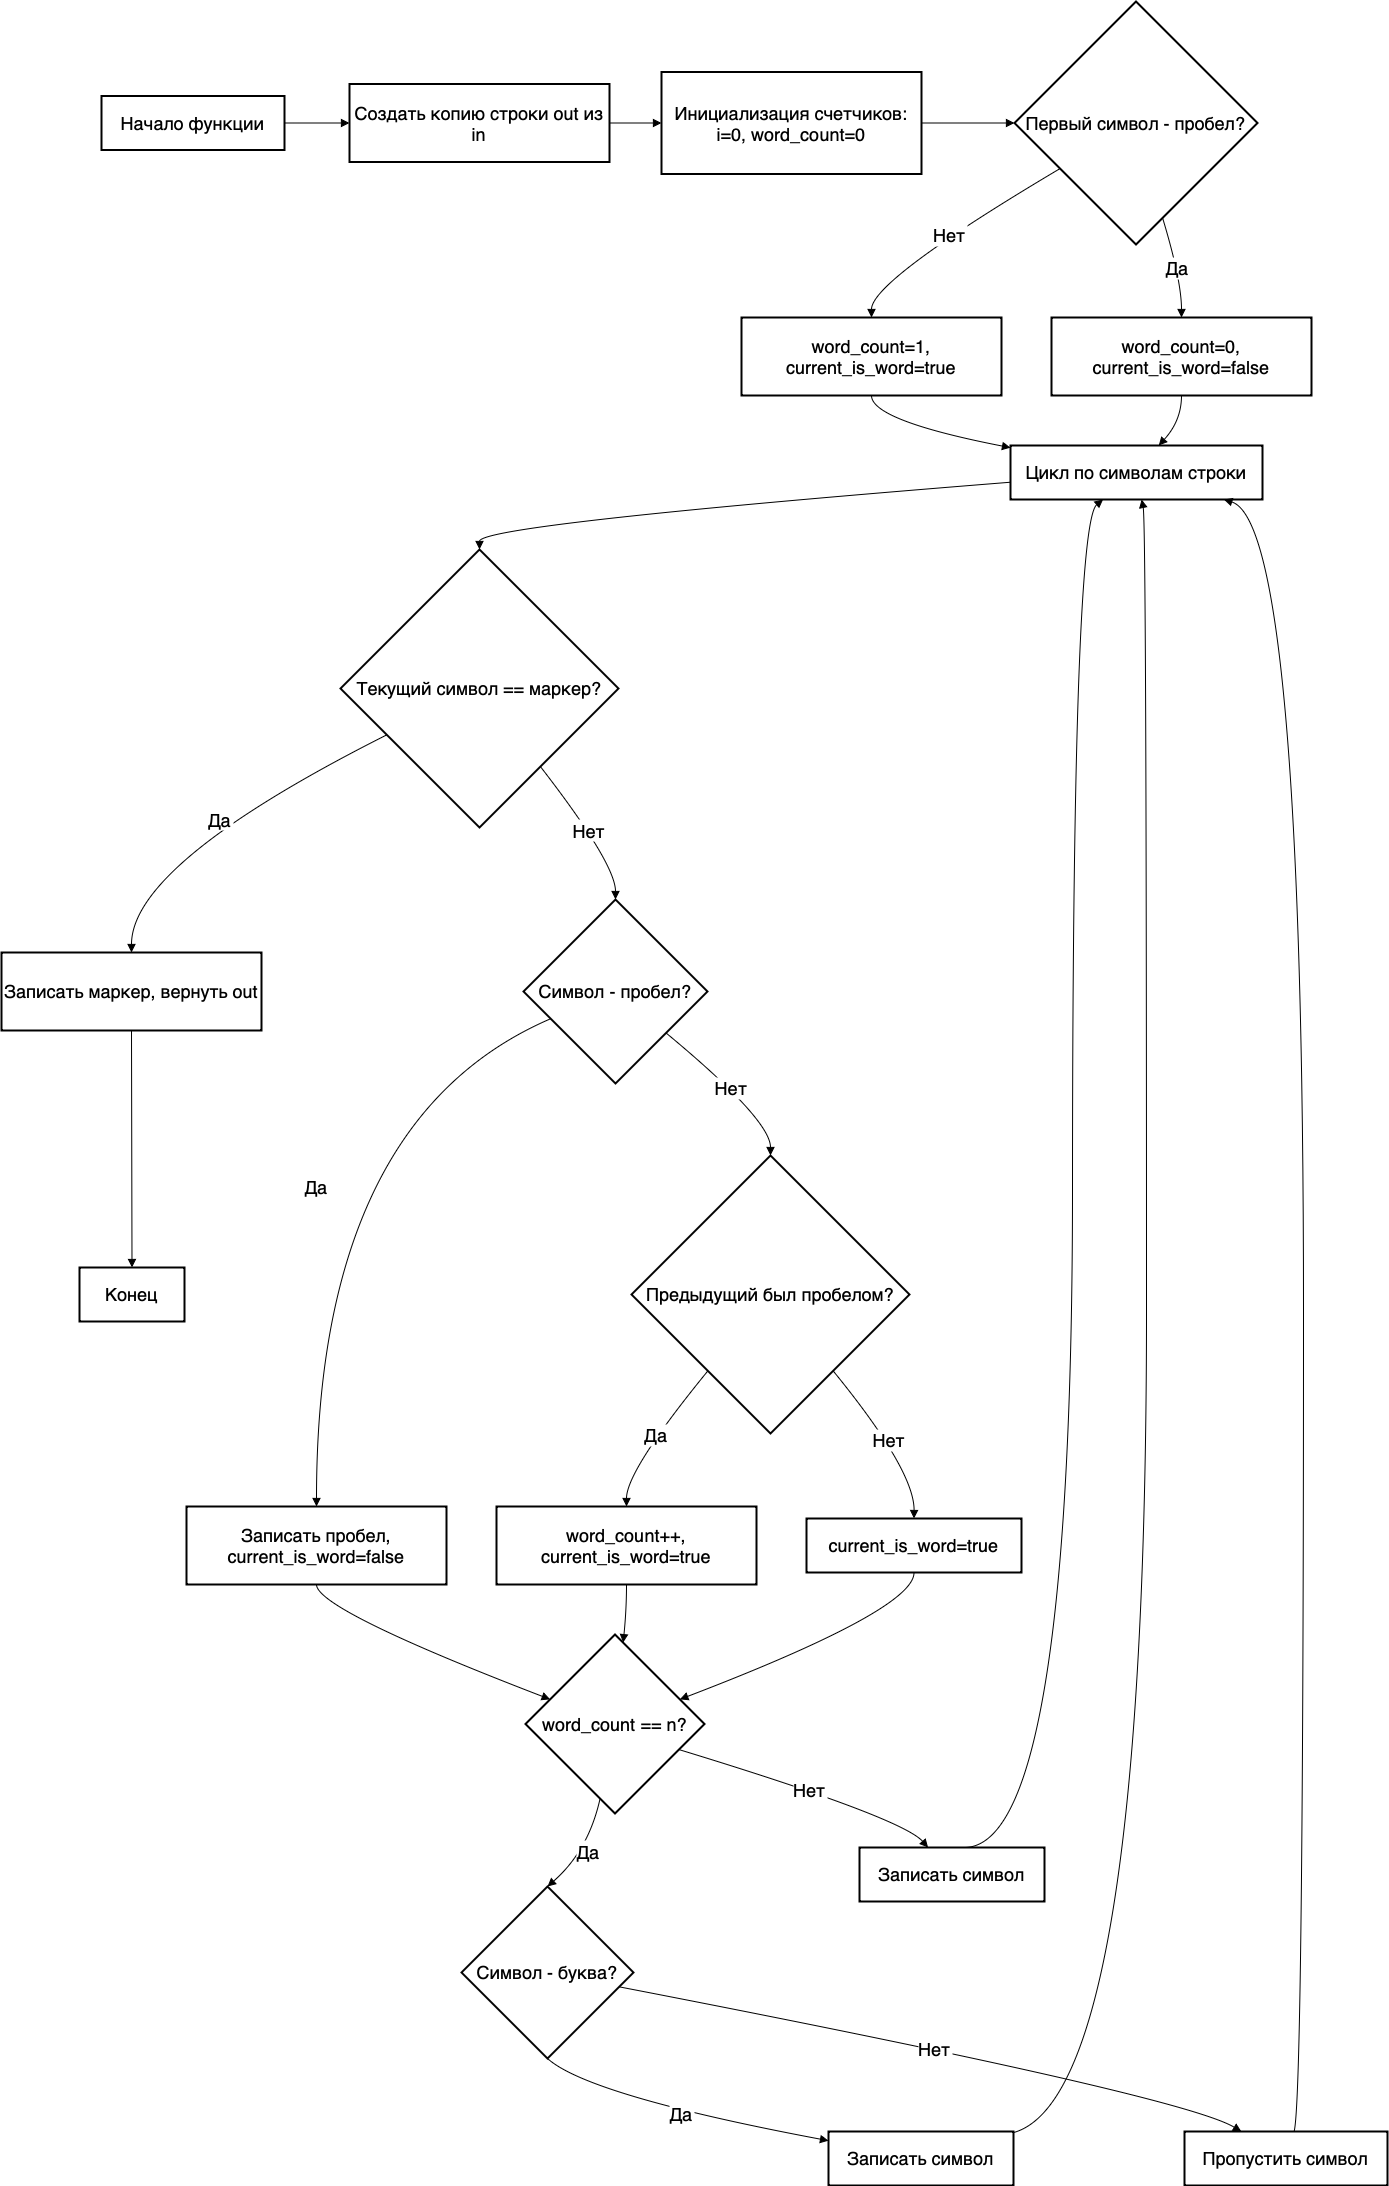 Начало функции
Создать копию строки out из
in
Инициализация счетчиков:
i=0, word_count=0
Первый символ - пробел?
Нет
Да
word_count=1,
current_is_word=true
word_count=0,
current_is_word=false
Цикл по символам строки
Текущий символ == маркер?
Да
Нет
Записать маркер, вернуть out
Символ - пробел?
Нет
Да
Конец
Предыдущий был пробелом?
Да
Нет
Записать пробел,
current_is_word=false
word_count++,
current_is_word=true
current_is_word=true
word_count == n?
Нет
Да
Записать символ
Символ - буква?
Нет
Да
Записать символ
Пропустить символ